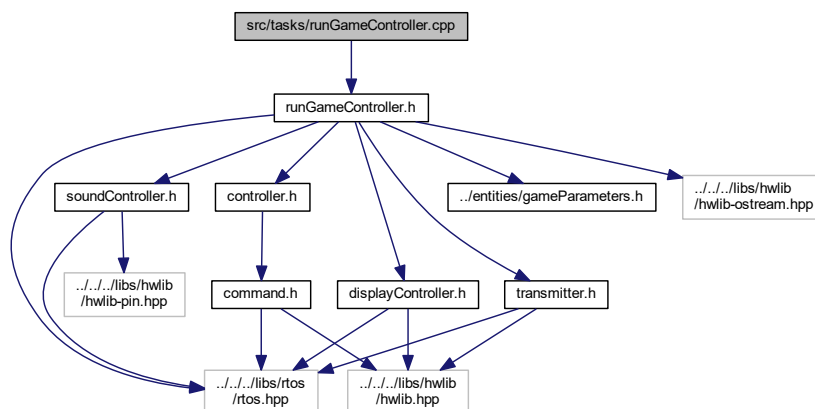 src/tasks/runGameController.cpp
runGameController.h
soundController.h
controller.h
../entities/gameParameters.h
../../../libs/hwlib
/hwlib-ostream.hpp
../../../libs/hwlib
/hwlib-pin.hpp
command.h
displayController.h
transmitter.h
../../../libs/rtos
/rtos.hpp
../../../libs/hwlib
/hwlib.hpp